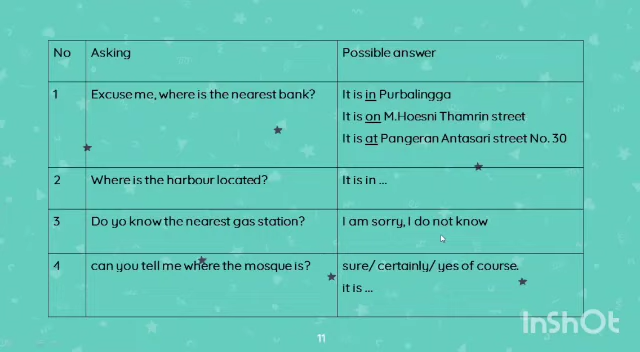 No Asking Possible answer
1 Excuse me, where is the nearest bank? It is in Purbalingga
It is on M.Hoesni Thamrin street
It is at Pangeran Antasari street No. 30
2 Where is the harbour located? It is in ...
3 Do yo know the nearest gas station? I am sorry, I do not know
4 can you tell me where the mosque is? sure/ certainly/ yes of course.
it is ...
11
InShOt